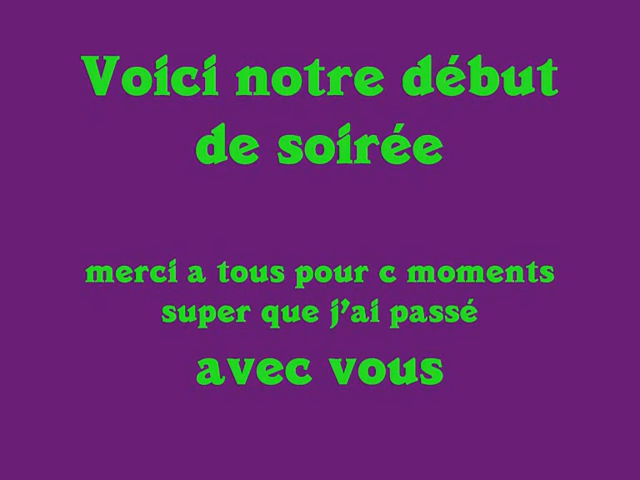 Voici notre début
de soirée
merci a tous pour c moments
super que j'ai passé
avec vous